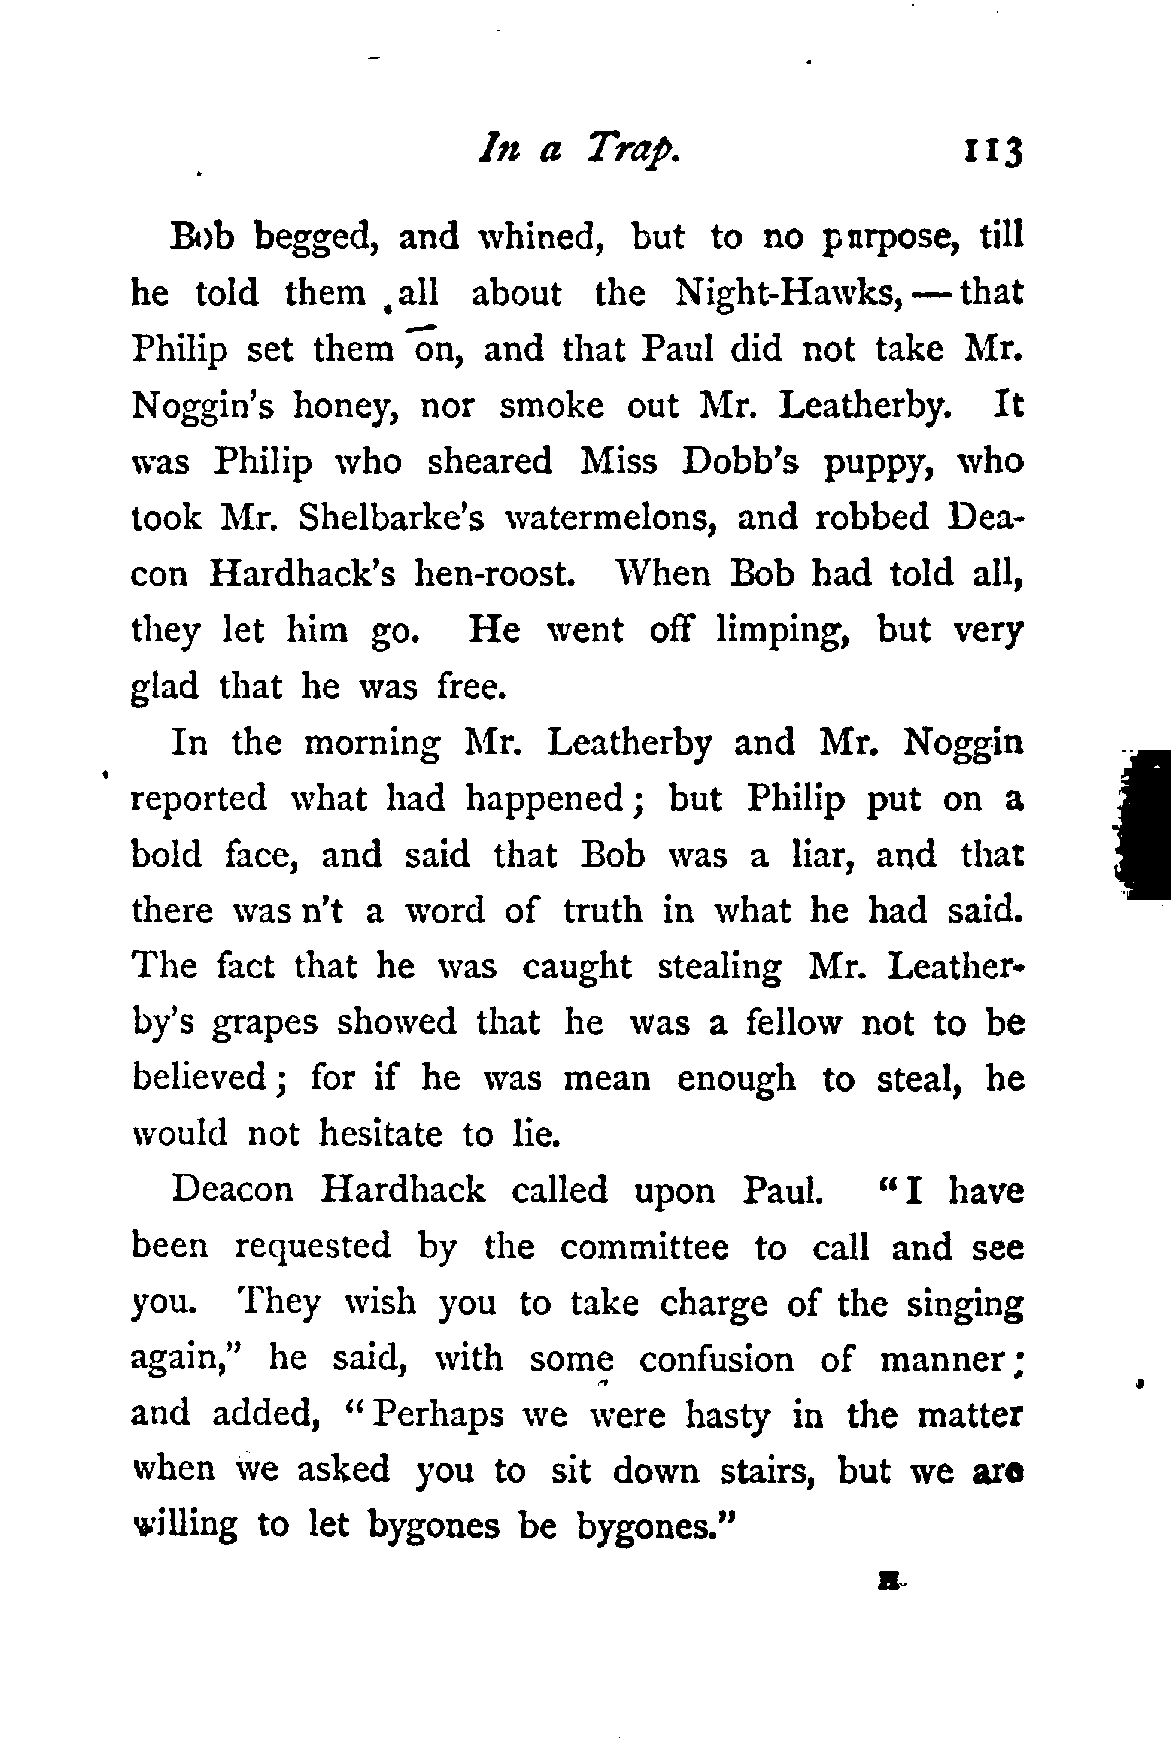 In a Trap. 113
Bob begged, and whined, but to no purpose, till
he told them all about the Night-Hawks, — that
Philip set them on, and that Paul did not take Mr.
Noggin's honey, nor smoke out Mr. Leatherby. It
was Philip who sheared Miss Dobb's puppy, who
took Mr. Shelbarke's watermelons, and robbed Dea-
con Hardhack's hen-roost. When Bob had told all,
they let him go. He went off limping, but very
glad that he was free.
In the morning Mr. Leatherby and Mr. Noggin
reported what had happened; but Philip put on a
bold face, and said that Bob was a liar, and that
there was n't a word of truth in what he had said.
The fact that he was caught stealing Mr. Leather-
by's grapes showed that he was a fellow not to be
believed; for if he was mean enough to steal, he
would not hesitate to lie.
Deacon Hardhack called upon Paul. "I have
been requested by the committee to call and see
you. They wish you to take charge of the singing
again," he said, with some confusion of manner;
and added, "Perhaps we were hasty in the matter
when we asked you to sit down stairs, but we are
willing to let bygones be bygones."